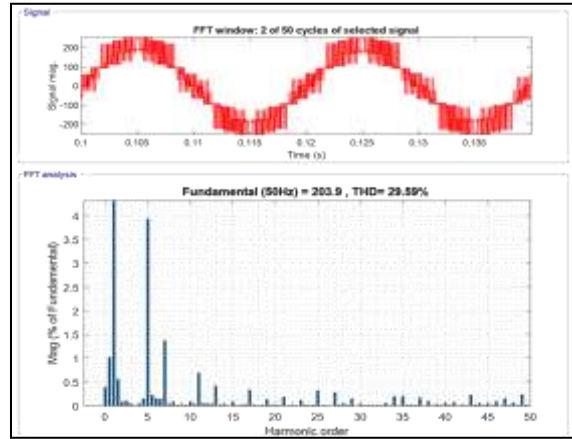 Signal
FFT window: 2 of 50 cycles of selected signal
200
100
0
-100
-200
Signal mag.
0.1 0.105 0.11 0.115 0.12 0.125 0.13 0.135
Time (s)
FFT analysis
Fundamental (50Hz) = 203.9 , THD= 29.59%
4
3.5
3
2.5
2
1.5
1
0.5
0
Mag (% of Fundamental)
0 5 10 15 20 25 30 35 40 45 50
Harmonic order